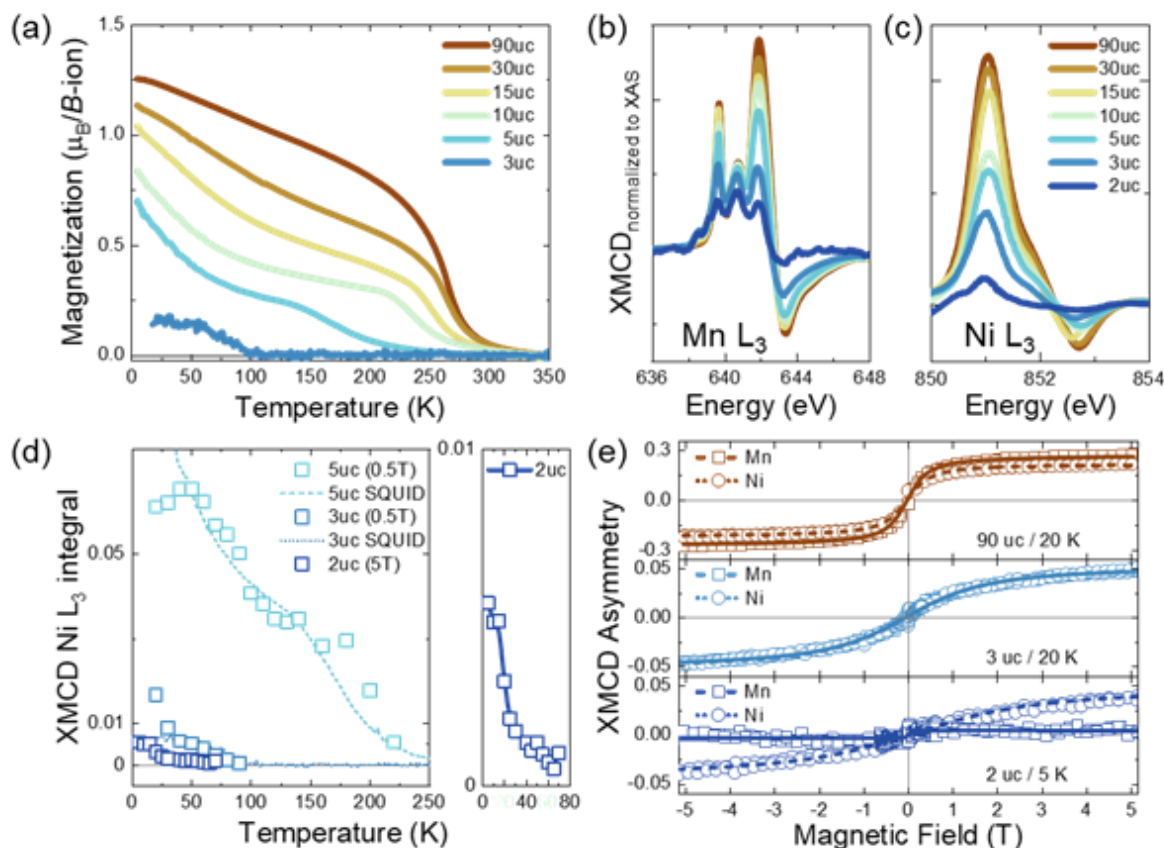 (a)
1.5
1.0
0.5
0.0
Magnetization (μB/B-ion)
90uc
30uc
15uc
10uc
5uc
3uc
0 50 100 150 200 250 300 350
Temperature (K)
(b)
XMCD normalized to XAS
Mn L3
636 640 644 648
Energy (eV)
(c)
90uc
30uc
15uc
10uc
5uc
3uc
2uc
Ni L3
850 852 854
Energy (eV)
(d)
XMCD Ni L3 integral
0.05
0.01
0
5uc (0.5T)
5uc SQUID
3uc (0.5T)
3uc SQUID
2uc (5T)
0 50 100 150 200 250
Temperature (K)
0.01
0
2uc
0 40 80
(e)
XMCD Asymmetry
0.3
0.0
-0.3
Mn
Ni
90 uc / 20 K
0.05
0.00
-0.05
Mn
Ni
3 uc / 20 K
0.05
0.00
-0.05
Mn
Ni
2 uc / 5 K
-5 -4 -3 -2 -1 0 1 2 3 4 5
Magnetic Field (T)